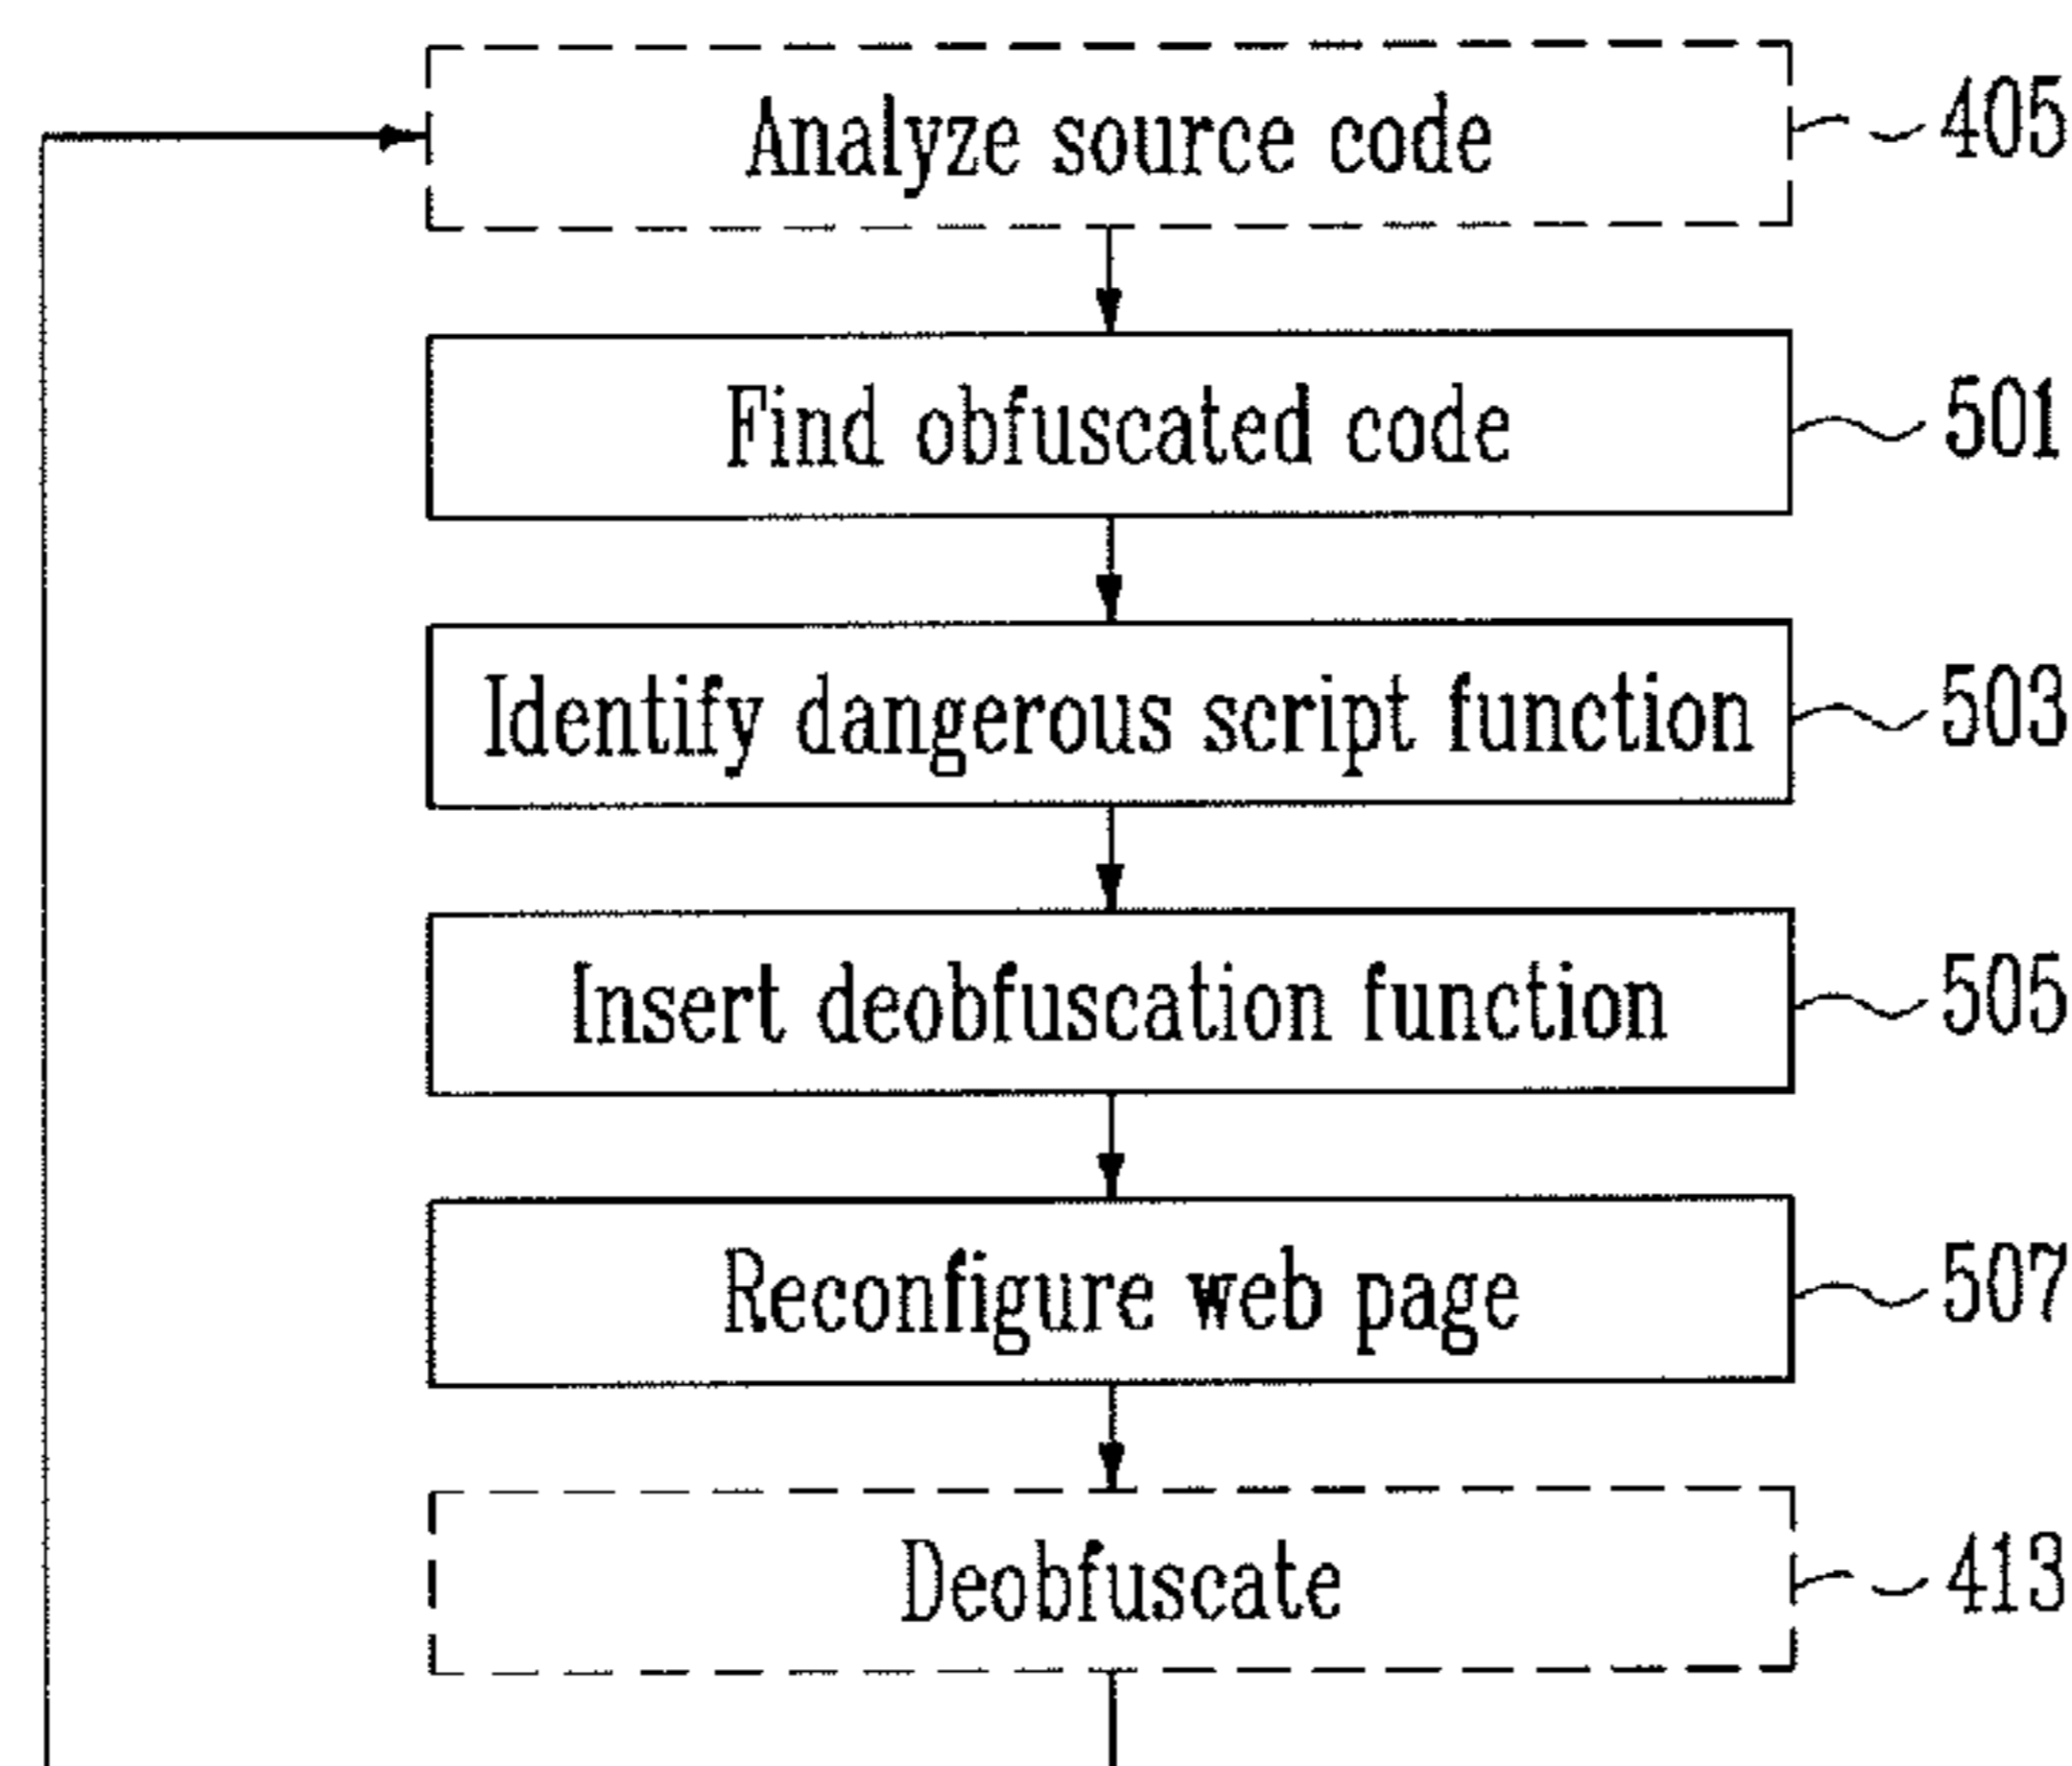 Analyze source code 405
Find obfuscated code 501
Identify dangerous script function 503
Insert deobfuscation function 505
Reconfigure web page 507
Deobfuscate 413